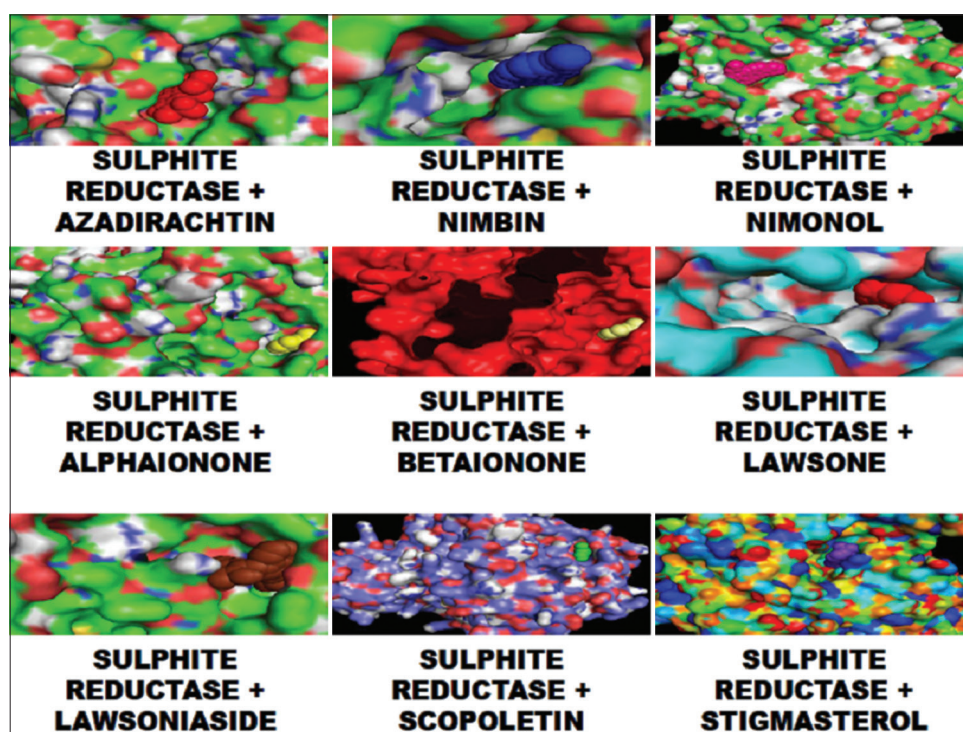 SULPHITE
REDUCTASE +
AZADIRACHTIN
SULPHITE
REDUCTASE +
NIMBIN
SULPHITE
REDUCTASE +
NIMONOL
SULPHITE
REDUCTASE +
ALPHAIONONE
SULPHITE
REDUCTASE +
BETAIONONE
SULPHITE
REDUCTASE +
LAWSONE
SULPHITE
REDUCTASE +
LAWSONIASIDE
SULPHITE
REDUCTASE +
SCOPOLETIN
SULPHITE
REDUCTASE +
STIGMASTEROL